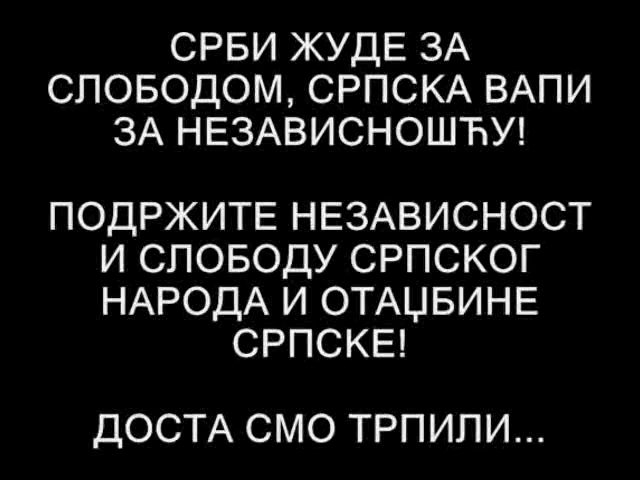 СРБИ ЖУДЕ ЗА
СЛОБОДОМ, СРПСКА ВАПИ
ЗА НЕЗАВИСНОШЋУ!
ПОДРЖИТЕ НЕЗАВИСНОСТ
И СЛОБОДУ СРПСКОГ
НАРОДА И ОТАЏБИНЕ
СРПСКЕ!
ДОСТА СМО ТРПИЛИ...